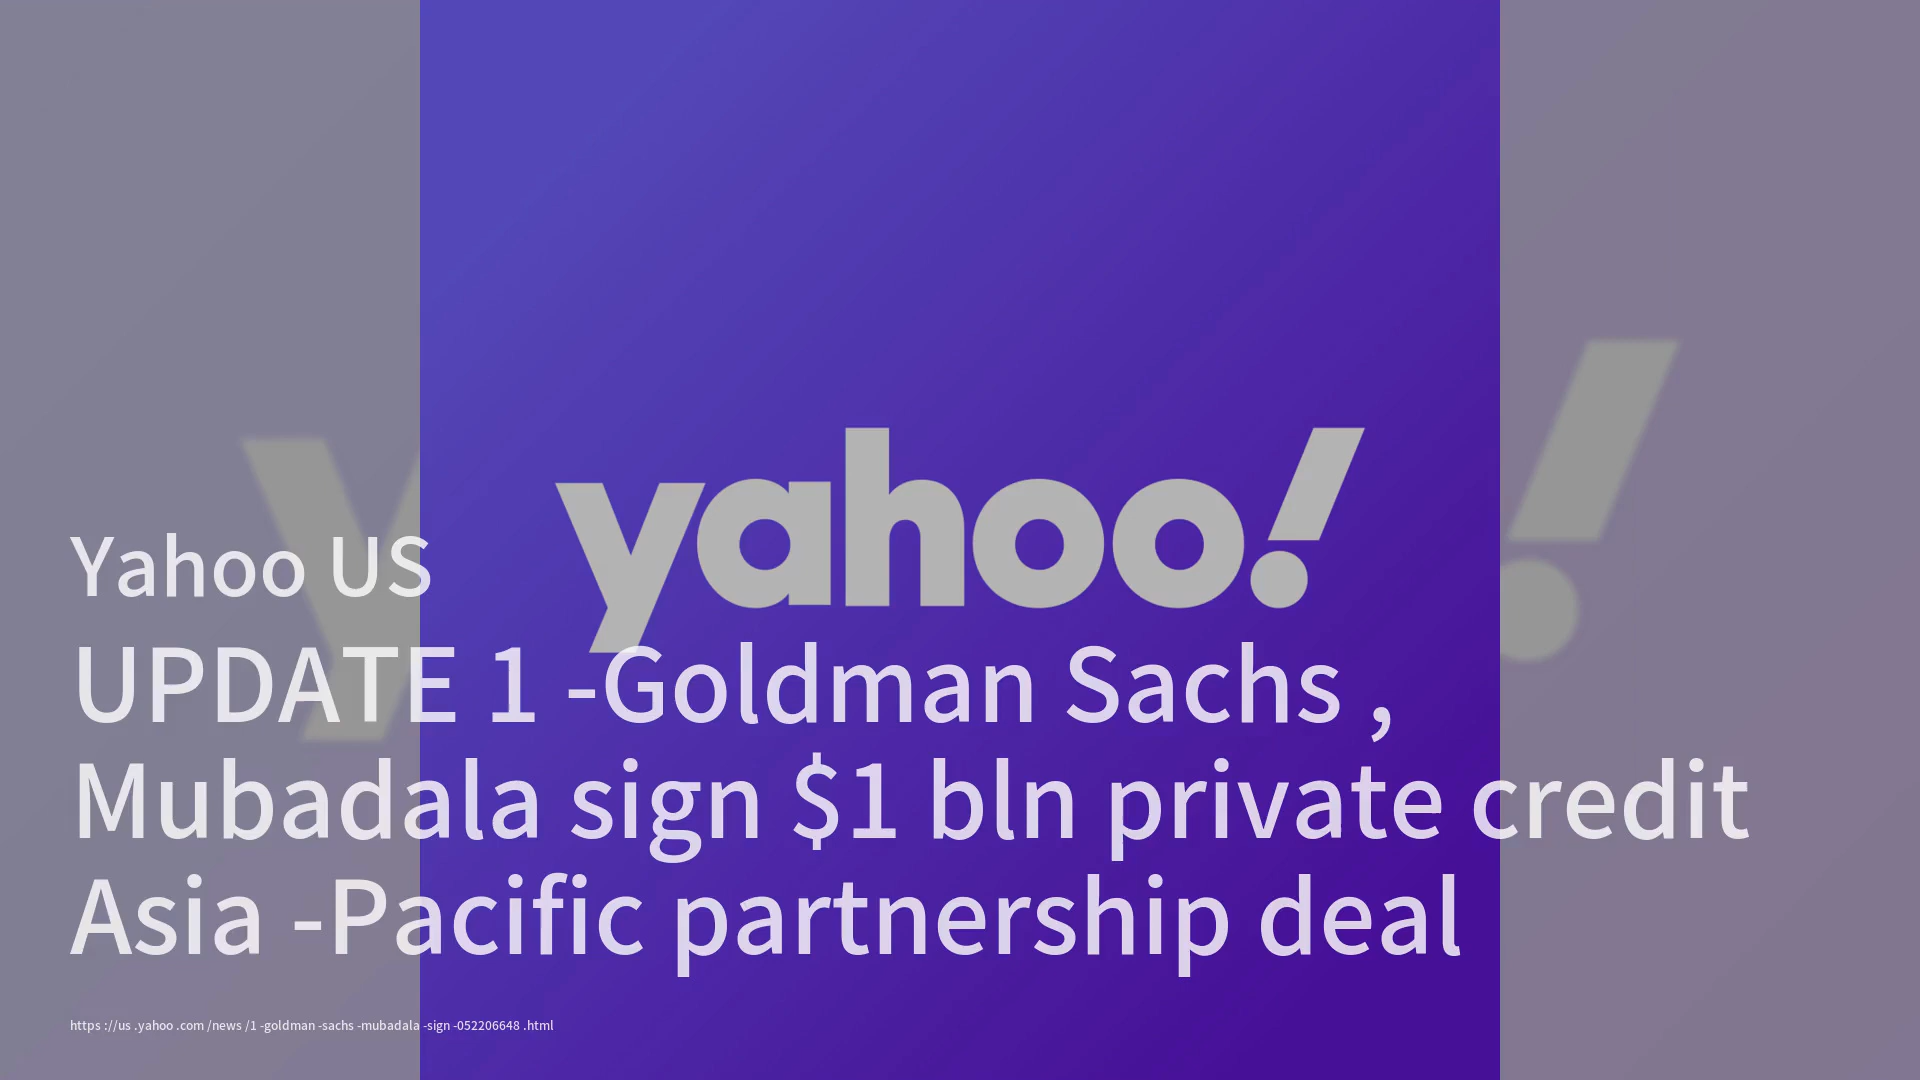 yahoo!
Yahoo US
UPDATE 1 -Goldman Sachs ,
Mubadala sign $1 bln private credit
Asia -Pacific partnership deal
https ://us .yahoo .com /news /1 -goldman -sachs -mubadala -sign -052206648 .html